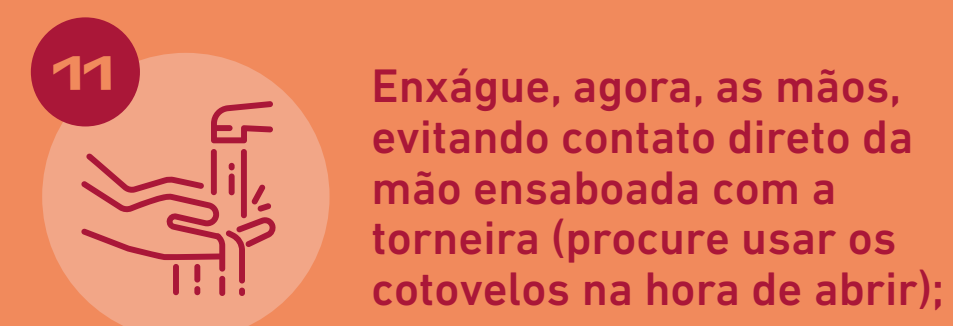 11
Enxágue, agora, as mãos,
evitando contato direto da
mão ensaboada com a
torneira (procure usar os
cotovelos na hora de abrir);